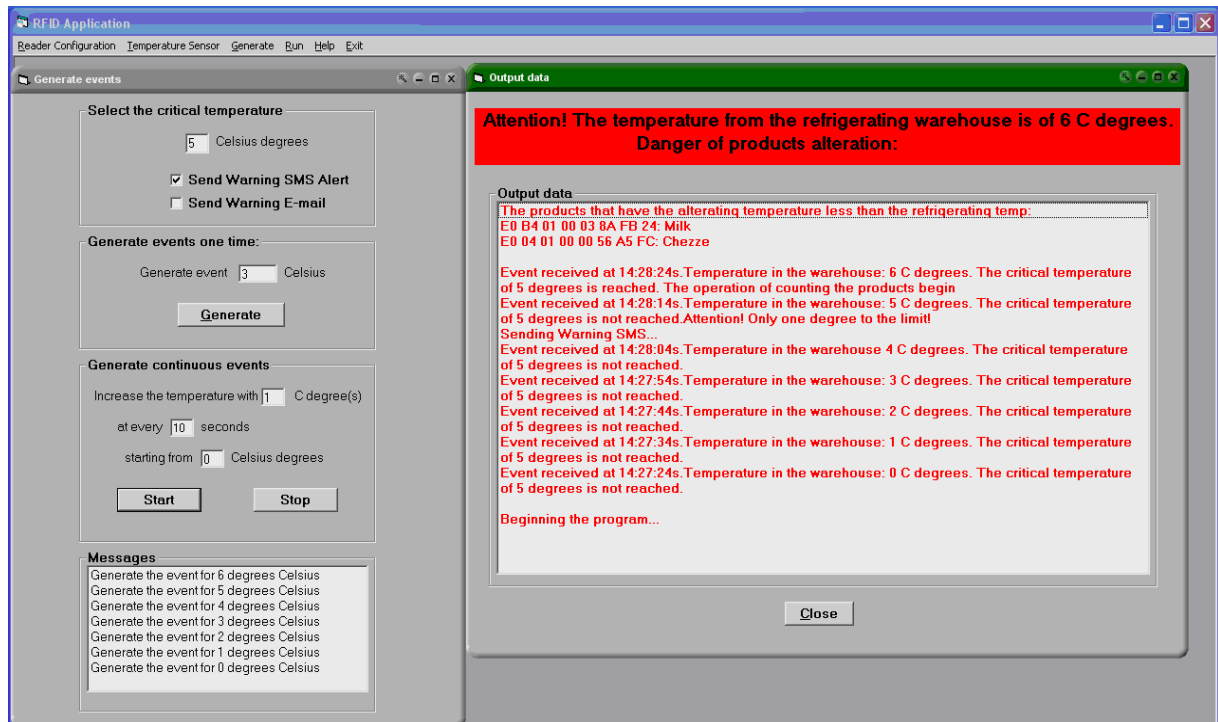 RFID Application
Reader Configuration Temperature Sensor Generate Run Help Exit
Generate events
Select the critical temperature
5 Celsius degrees
Send Warning SMS Alert
Send Warning E-mail
Generate events one time:
Generate event 3 Celsius
Generate
Generate continuous events
Increase the temperature with 1 C degree(s)
at every 10 seconds
starting from 0 Celsius degrees
Start Stop
Messages
Generate the event for 6 degrees Celsius
Generate the event for 5 degrees Celsius
Generate the event for 4 degrees Celsius
Generate the event for 3 degrees Celsius
Generate the event for 2 degrees Celsius
Generate the event for 1 degrees Celsius
Generate the event for 0 degrees Celsius
Output data
Attention! The temperature from the refrigerating warehouse is of 6 C degrees.
Danger of products alteration:
Output data
The products that have the alterating temperature less than the refrigerating temp:
E0 B4 01 00 03 8A FB 24: Milk
E0 04 01 00 00 56 A5 FC: Chezze
Event received at 14:28:24s.Temperature in the warehouse: 6 C degrees. The critical temperature
of 5 degrees is reached. The operation of counting the products begin
Event received at 14:28:14s.Temperature in the warehouse: 5 C degrees. The critical temperature
of 5 degrees is not reached.Attention! Only one degree to the limit!
Sending Warning SMS...
Event received at 14:28:04s.Temperature in the warehouse 4 C degrees. The critical temperature
of 5 degrees is not reached.
Event received at 14:27:54s.Temperature in the warehouse: 3 C degrees. The critical temperature
of 5 degrees is not reached.
Event received at 14:27:44s.Temperature in the warehouse: 2 C degrees. The critical temperature
of 5 degrees is not reached.
Event received at 14:27:34s.Temperature in the warehouse: 1 C degrees. The critical temperature
of 5 degrees is not reached.
Event received at 14:27:24s.Temperature in the warehouse: 0 C degrees. The critical temperature
of 5 degrees is not reached.
Beginning the program...
Close